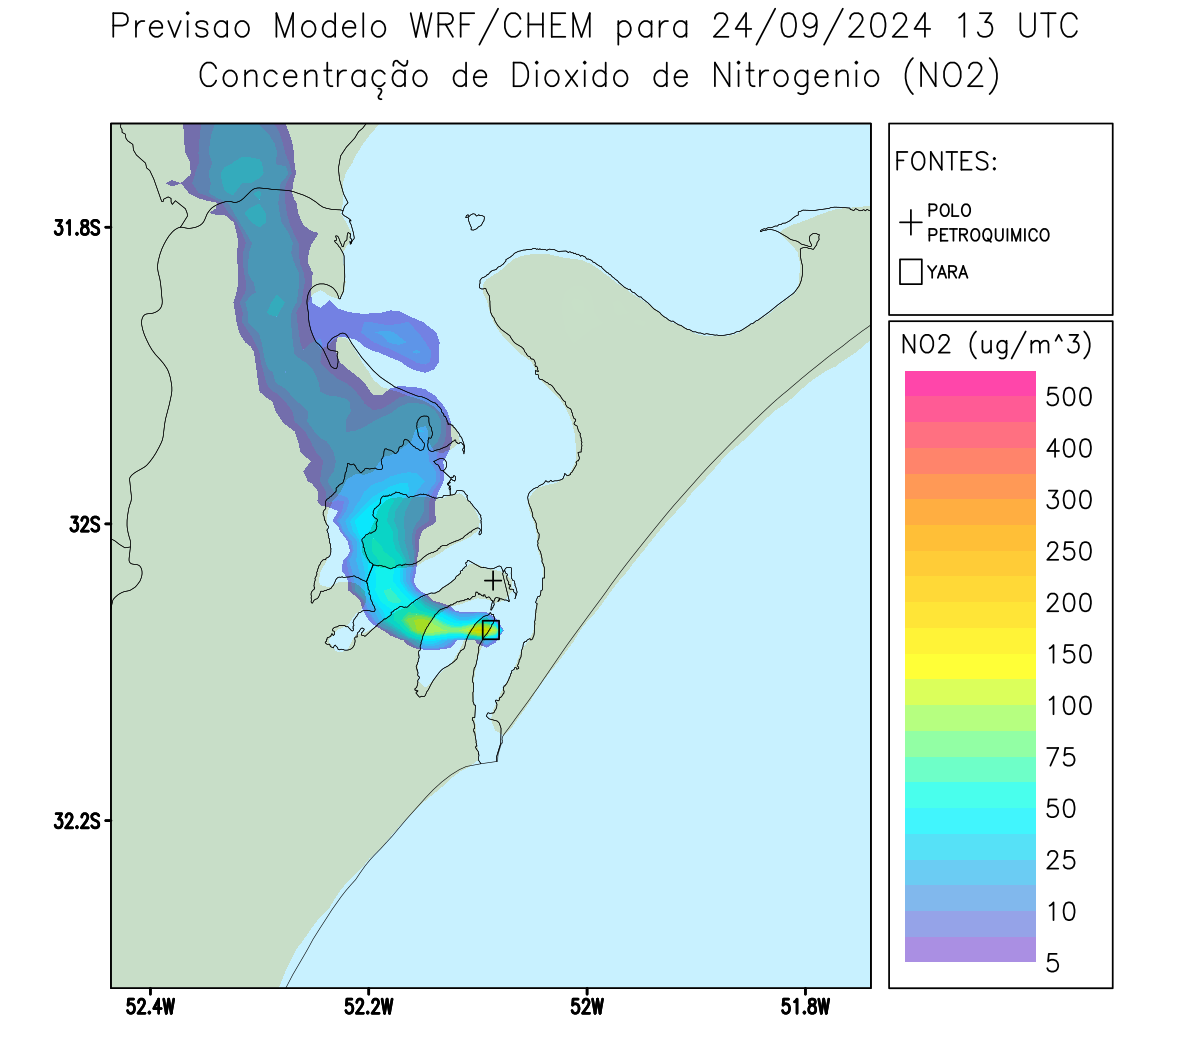 Previsao Modelo WRF/CHEM para 24/09/2024 13 UTC
Concentração de Dioxido de Nitrogenio (NO2)
FONTES:
POLO
PETROQUIMICO
YARA
NO2 (ug/m^3)
500
400
300
250
200
150
100
75
50
25
10
5
31.8S
32S
32.2S
52.4W
52.2W
52W
51.8W